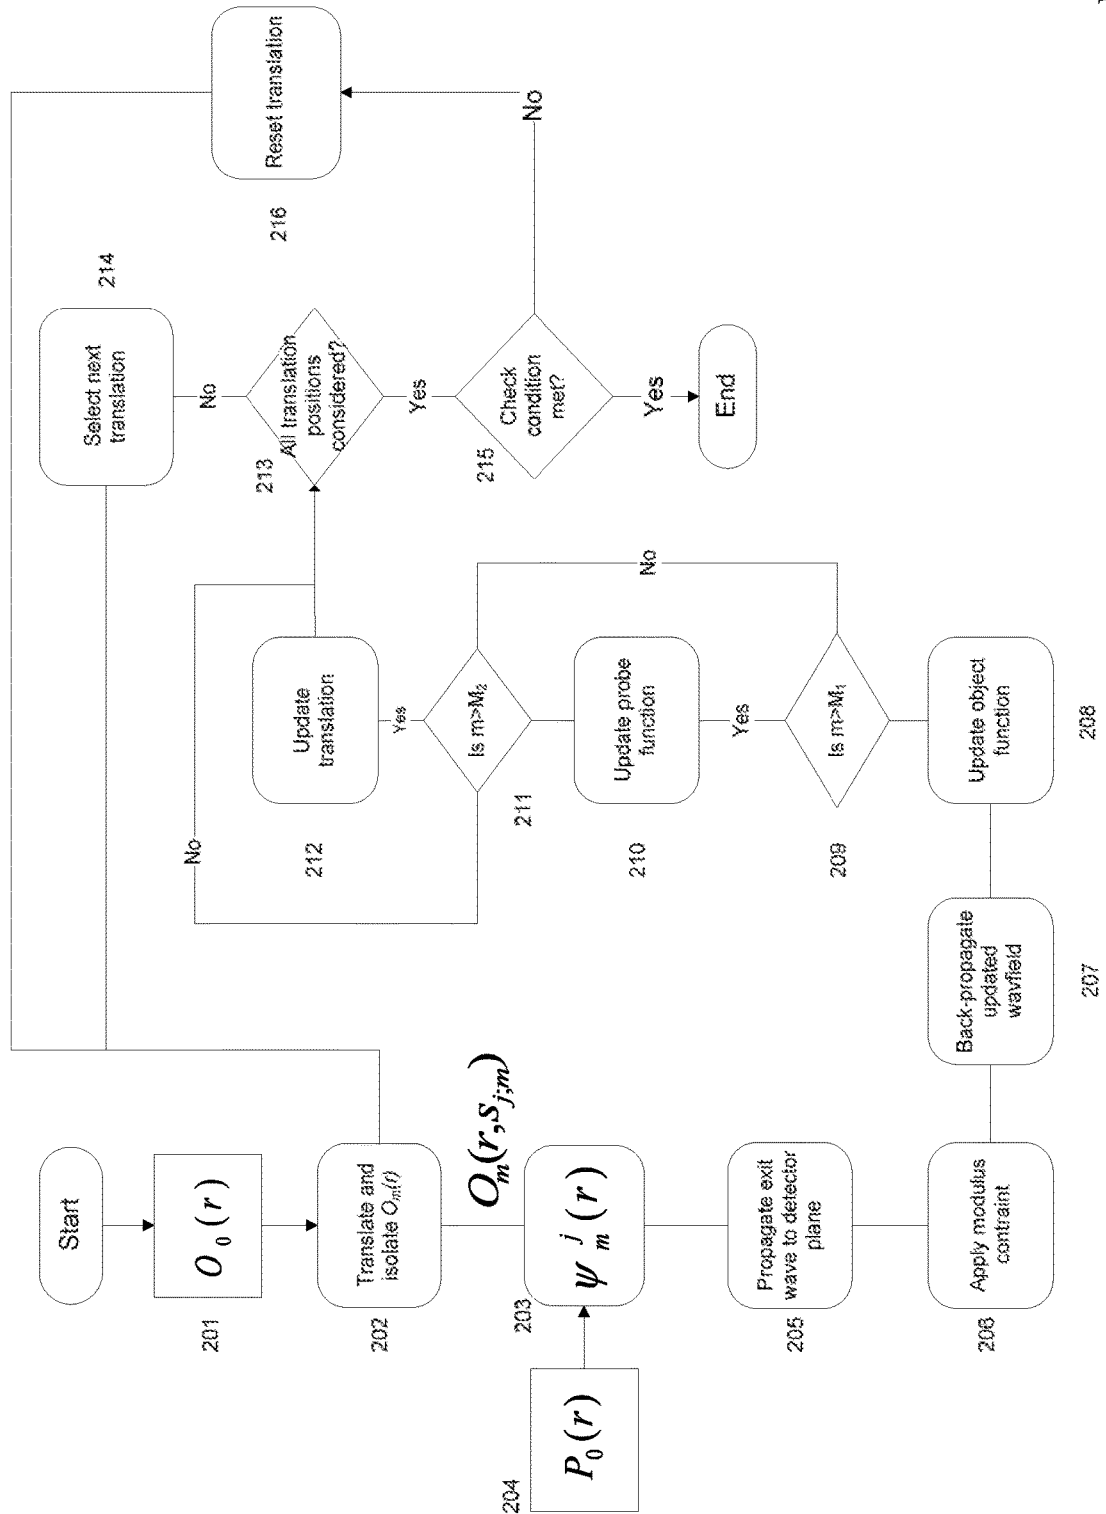 Start
O₀(r)
201
Translate and
isolate Oₘ(r)
202
Oₘ(r,sⱼ;ₘ)
ψₘʲ(r)
203
P₀(r)
204
Propagate exit
wave to detector
plane
205
Apply modulus
contraint
206
Back-propagate
updated
wavfield
207
Update object
function
208
Is m>M₁
209
No
Yes
Update probe
function
210
Is m>M₂
211
No
Yes
Update
translation
212
All translation
positions
considered?
213
No
Select next
translation
214
Yes
Check
condition
met?
215
No
Reset translation
216
Yes
End